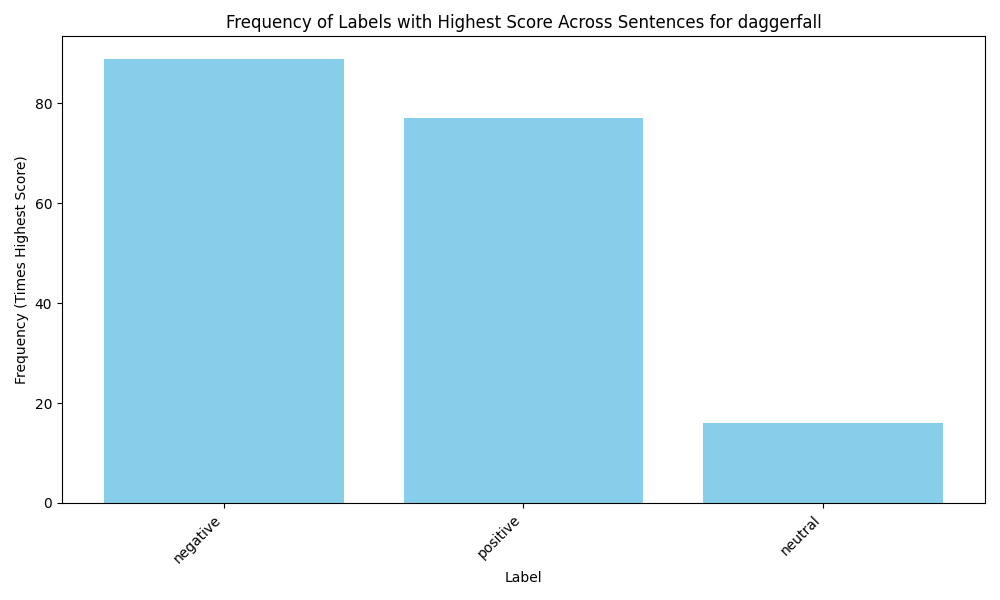 Frequency of Labels with Highest Score Across Sentences for daggerfall
Frequency (Times Highest Score)
80
60
40
20
0
negative
positive
neutral
Label